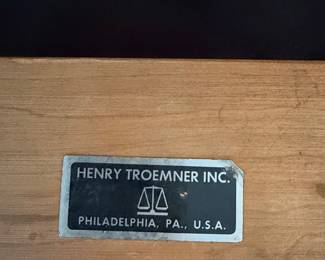 HENRY TROEMNER INC.
PHILADELPHIA, PA., U.S.A.